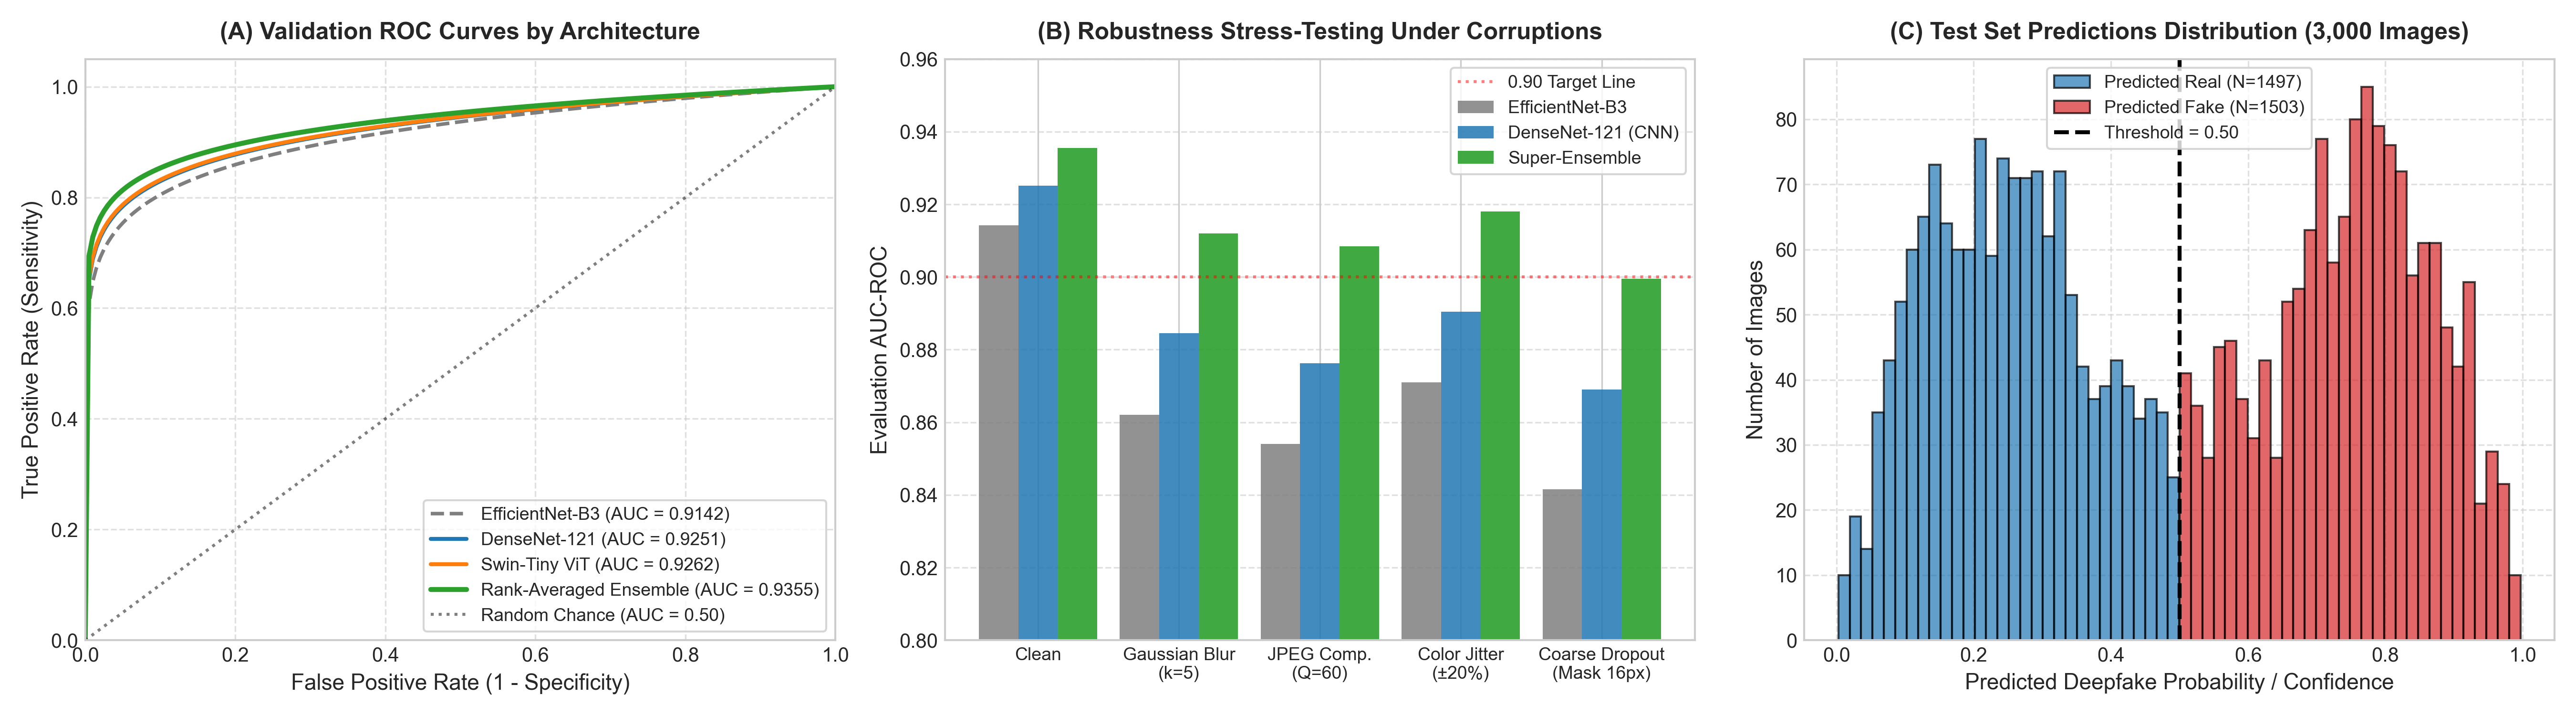 (A) Validation ROC Curves by Architecture
True Positive Rate (Sensitivity)
1.0
0.8
0.6
0.4
0.2
0.0
0.0 0.2 0.4 0.6 0.8 1.0
False Positive Rate (1 - Specificity)
EfficientNet-B3 (AUC = 0.9142)
DenseNet-121 (AUC = 0.9251)
Swin-Tiny ViT (AUC = 0.9262)
Rank-Averaged Ensemble (AUC = 0.9355)
Random Chance (AUC = 0.50)
(B) Robustness Stress-Testing Under Corruptions
Evaluation AUC-ROC
0.96
0.94
0.92
0.90
0.88
0.86
0.84
0.82
0.80
0.90 Target Line
EfficientNet-B3
DenseNet-121 (CNN)
Super-Ensemble
Clean
Gaussian Blur
(k=5)
JPEG Comp.
(Q=60)
Color Jitter
(±20%)
Coarse Dropout
(Mask 16px)
(C) Test Set Predictions Distribution (3,000 Images)
Number of Images
80
70
60
50
40
30
20
10
0
Predicted Real (N=1497)
Predicted Fake (N=1503)
Threshold = 0.50
0.0 0.2 0.4 0.6 0.8 1.0
Predicted Deepfake Probability / Confidence